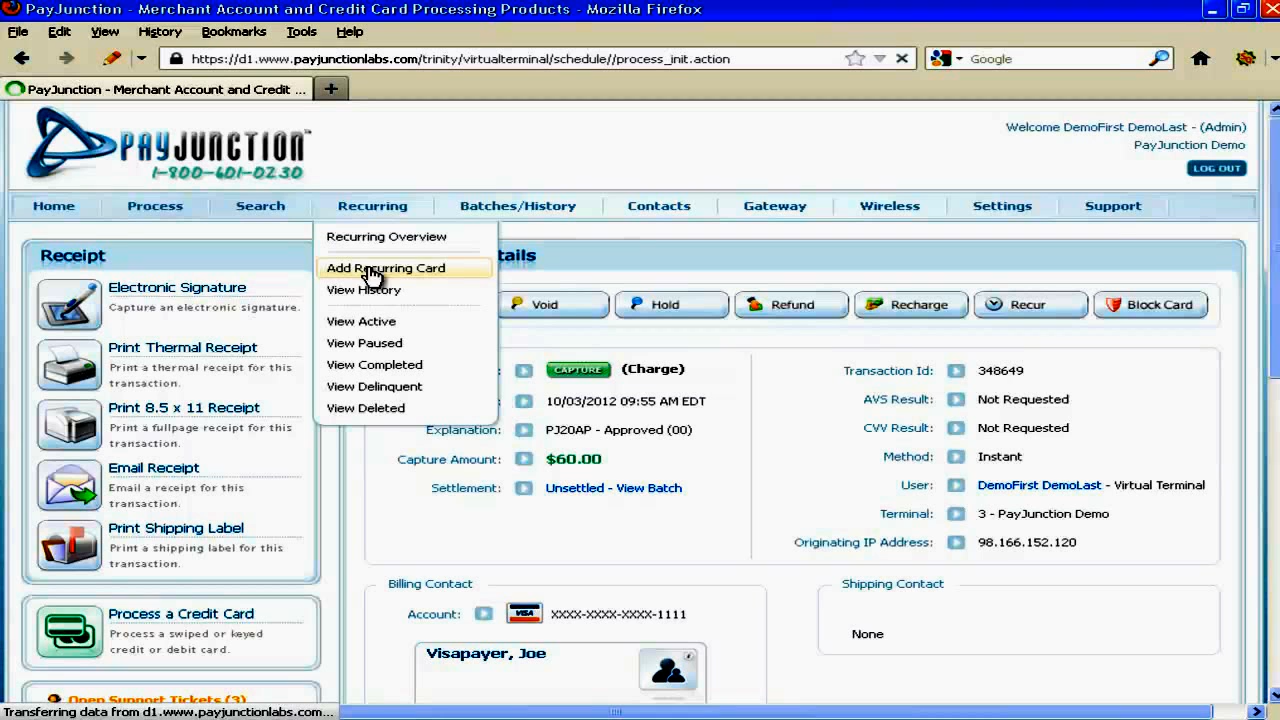 PayJunction - Merchant Account and Credit Card Processing Products - Mozilla Firefox
File Edit View History Bookmarks Tools Help
https://d1.www.payjunctionlabs.com/trinity/virtualterminal/schedule//process_init.action
Google
PayJunction - Merchant Account and Credit ...
PAYJUNCTION™
1-800-601-0230
Welcome DemoFirst DemoLast - (Admin)
PayJunction Demo
LOG OUT
Home Process Search Recurring Batches/History Contacts Gateway Wireless Settings Support
Recurring Overview
Add Recurring Card
View History
View Active
View Paused
View Completed
View Delinquent
View Deleted
Receipt
Electronic Signature
Capture an electronic signature.
Print Thermal Receipt
Print a thermal receipt for this
transaction.
Print 8.5 x 11 Receipt
Print a fullpage receipt for this
transaction.
Email Receipt
Email a receipt for this
transaction.
Print Shipping Label
Print a shipping label for this
transaction.
Process a Credit Card
Process a swiped or keyed
credit or debit card.
Open Support Tickets (3)
tails
Void Hold Refund Recharge Recur Block Card
: CAPTURE (Charge)
: 10/03/2012 09:55 AM EDT
Explanation: PJ20AP - Approved (00)
Capture Amount: $60.00
Settlement: Unsettled - View Batch
Transaction Id: 348649
AVS Result: Not Requested
CVV Result: Not Requested
Method: Instant
User: DemoFirst DemoLast - Virtual Terminal
Terminal: 3 - PayJunction Demo
Originating IP Address: 98.166.152.120
Billing Contact
Account: VISA XXXX-XXXX-XXXX-1111
Visapayer, Joe
Shipping Contact
None
Transferring data from d1.www.payjunctionlabs.com...